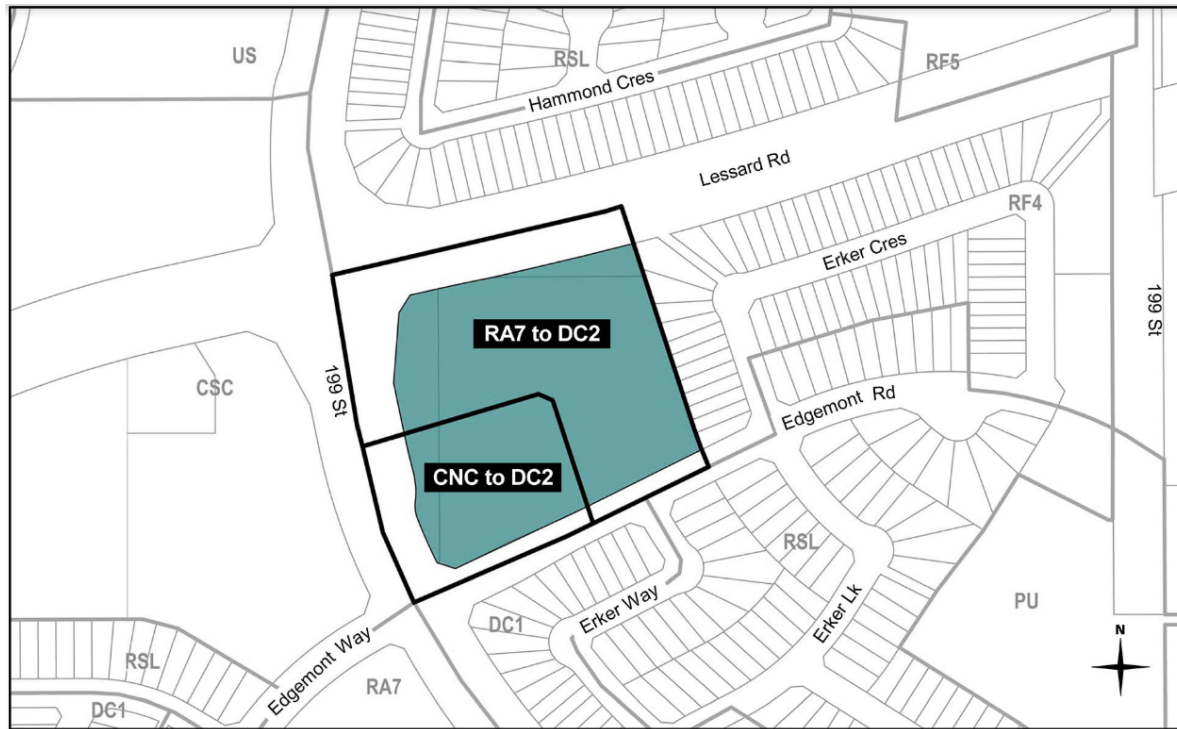 US
RSL
RF5
Hammond Cres
Lessard Rd
RF4
Erker Cres
199 St
RA7 to DC2
199 St
CSC
Edgemont Rd
CNC to DC2
RSL
Erker Way
Erker Lk
PU
DC1
N
Edgemont Way
RSL
RA7
DC1